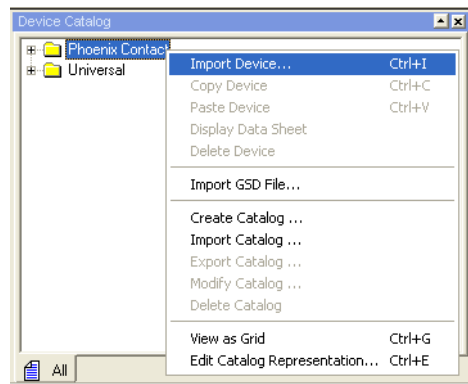 Device Catalog
Phoenix Contact
Universal
Import Device... Ctrl+I
Copy Device Ctrl+C
Paste Device Ctrl+V
Display Data Sheet
Delete Device
Import GSD File...
Create Catalog ...
Import Catalog ...
Export Catalog ...
Modify Catalog ...
Delete Catalog
View as Grid Ctrl+G
Edit Catalog Representation... Ctrl+E
All